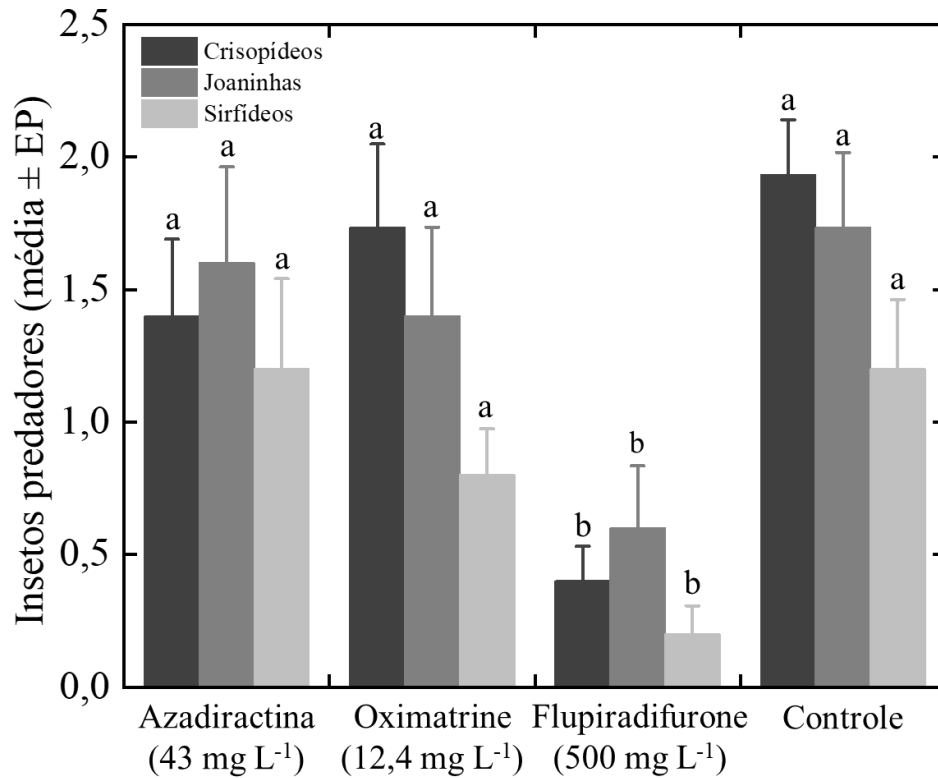 Insetos predadores (média ± EP)
2,5
2,0
1,5
1,0
0,5
0,0
Crisopídeos
Joaninhas
Sirfídeos
a
a
a
a
a
a
b
b
b
a
a
a
Azadiractina
(43 mg L⁻¹)
Oximatrine
(12,4 mg L⁻¹)
Flupiradifurone
(500 mg L⁻¹)
Controle